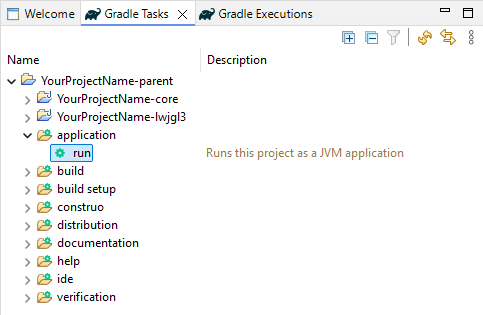 Welcome Gradle Tasks Gradle Executions
Name Description
YourProjectName-parent
YourProjectName-core
YourProjectName-lwjgl3
application
run Runs this project as a JVM application
build
build setup
construo
distribution
documentation
help
ide
verification